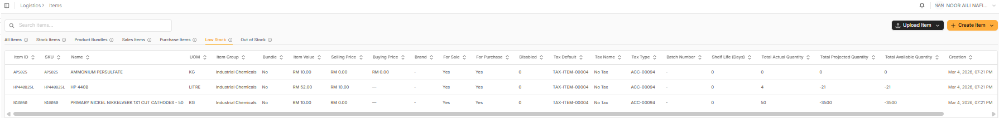 Logistics > Items NAN NOOR AILI NAFI...
Search items... Upload Item Create Item
All Items Stock Items Product Bundles Sales Items Purchase Items Low Stock Out of Stock
Item ID SKU Name UOM Item Group Bundle Item Value Selling Price Buying Price Brand For Sale For Purchase Disabled Tax Default Tax Name Tax Type Batch Number Shelf Life (Days) Total Actual Quantity Total Projected Quantity Total Available Quantity Creation
APS025 APS025 AMMONIUM PERSULFATE KG Industrial Chemicals No RM 10.00 RM 0.00 RM 0.00 - Yes Yes 0 TAX-ITEM-00004 No Tax ACC-00094 - 0 0 0 0 Mar 4, 2026, 07:21 PM
HP440B25L HP440B25L HP 440B LITRE Industrial Chemicals No RM 52.00 RM 10.00 — - Yes Yes 0 TAX-ITEM-00004 No Tax ACC-00094 - 0 4 -21 -21 Mar 4, 2026, 07:21 PM
N1G050 N1G050 PRIMARY NICKEL NIKKELVERK 1X1 CUT CATHODES - 50 KG Industrial Chemicals No RM 10.00 RM 0.00 — - Yes Yes 0 TAX-ITEM-00004 No Tax ACC-00094 - 0 50 -3500 -3500 Mar 4, 2026, 07:21 PM